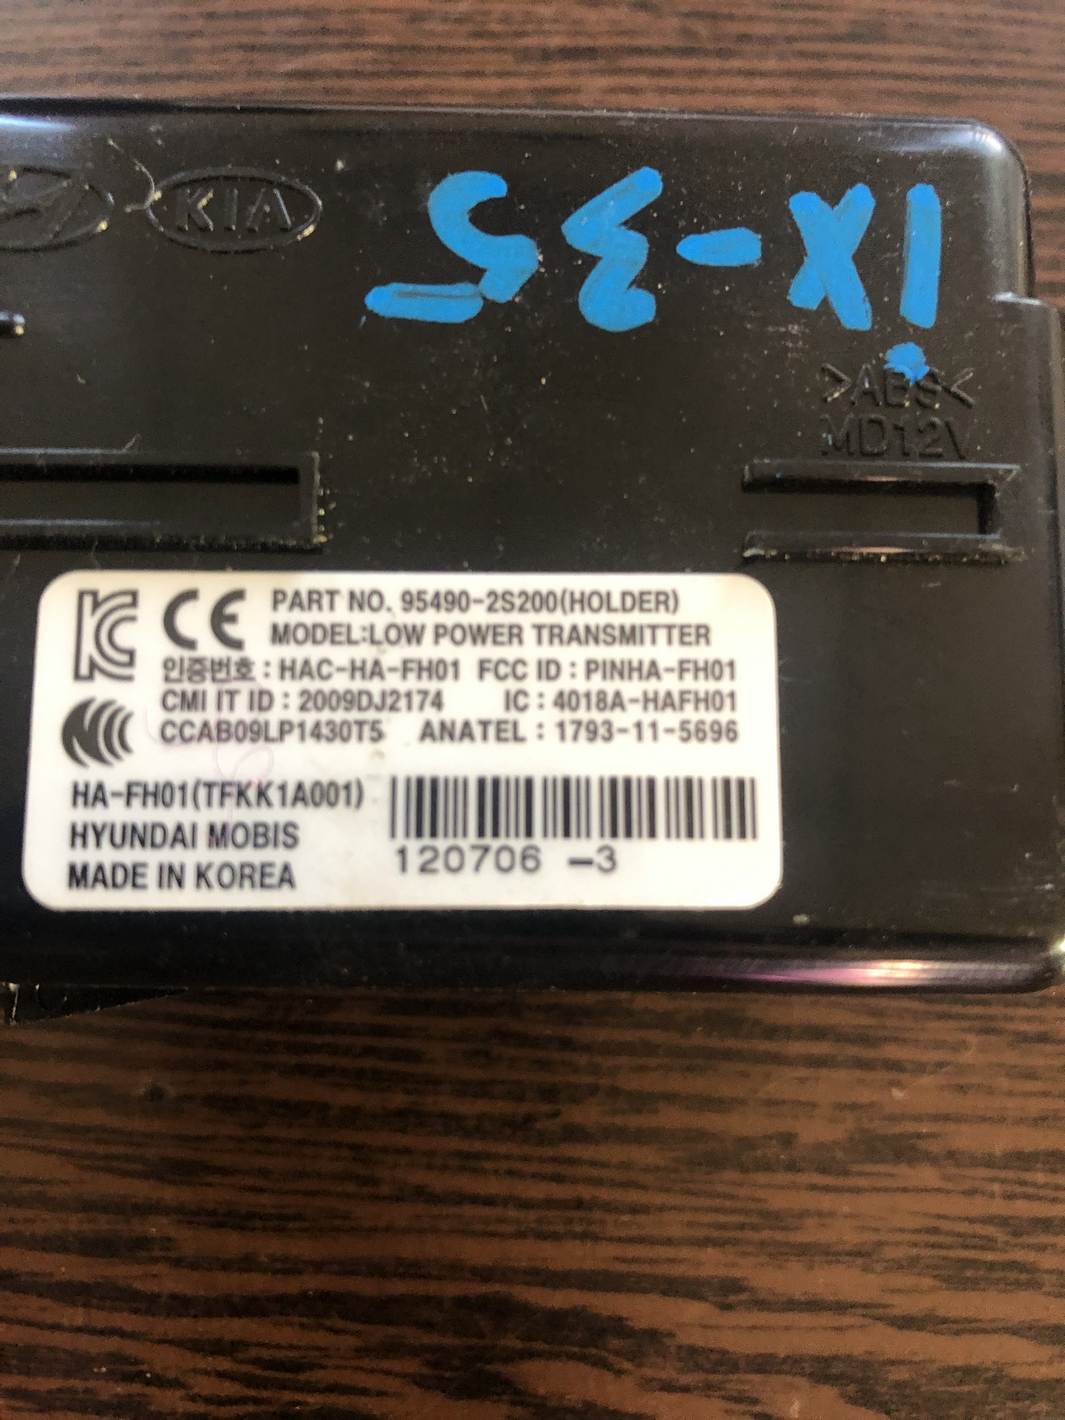 KIA
ix-35
>ABS<
MD12V
PART NO. 95490-2S200(HOLDER)
MODEL:LOW POWER TRANSMITTER
인증번호 : HAC-HA-FH01 FCC ID : PINHA-FH01
CMI IT ID : 2009DJ2174 IC : 4018A-HAFH01
CCAB09LP1430T5 ANATEL : 1793-11-5696
HA-FH01(TFKK1A001)
HYUNDAI MOBIS
MADE IN KOREA
120706 -3